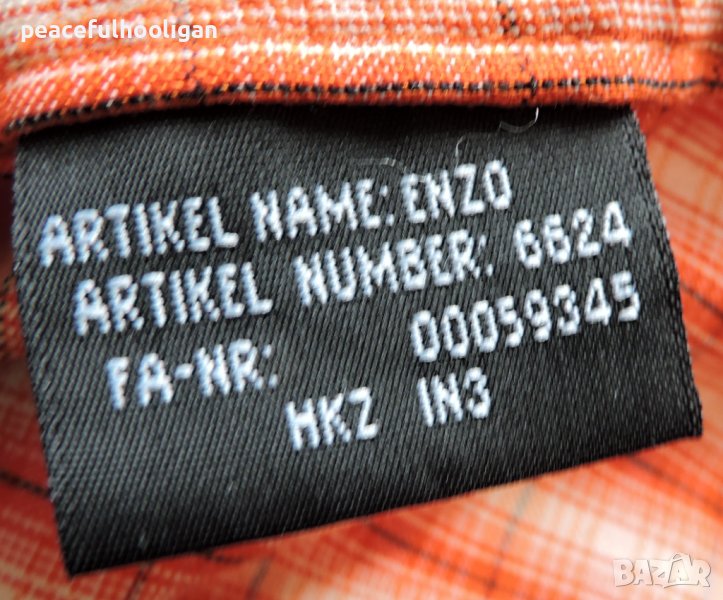 peacefulhooligan
ARTIKEL NAME: ENZO
ARTIKEL NUMBER: 6624
FA-NR: 00059345
HKZ IN3
BAZAR